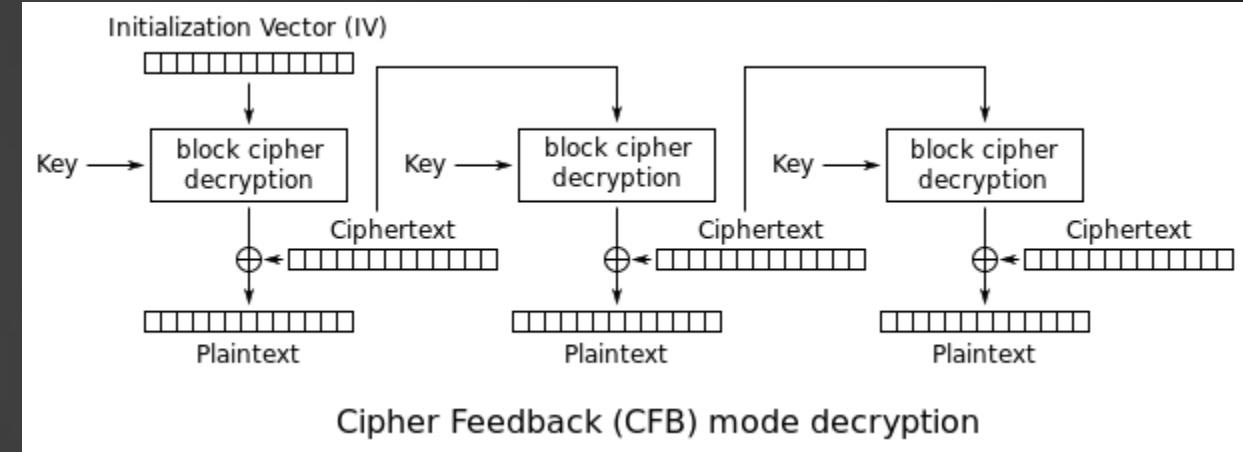 Initialization Vector (IV)
Key
block cipher
decryption
Ciphertext
Plaintext
Key
block cipher
decryption
Ciphertext
Plaintext
Key
block cipher
decryption
Ciphertext
Plaintext
Cipher Feedback (CFB) mode decryption